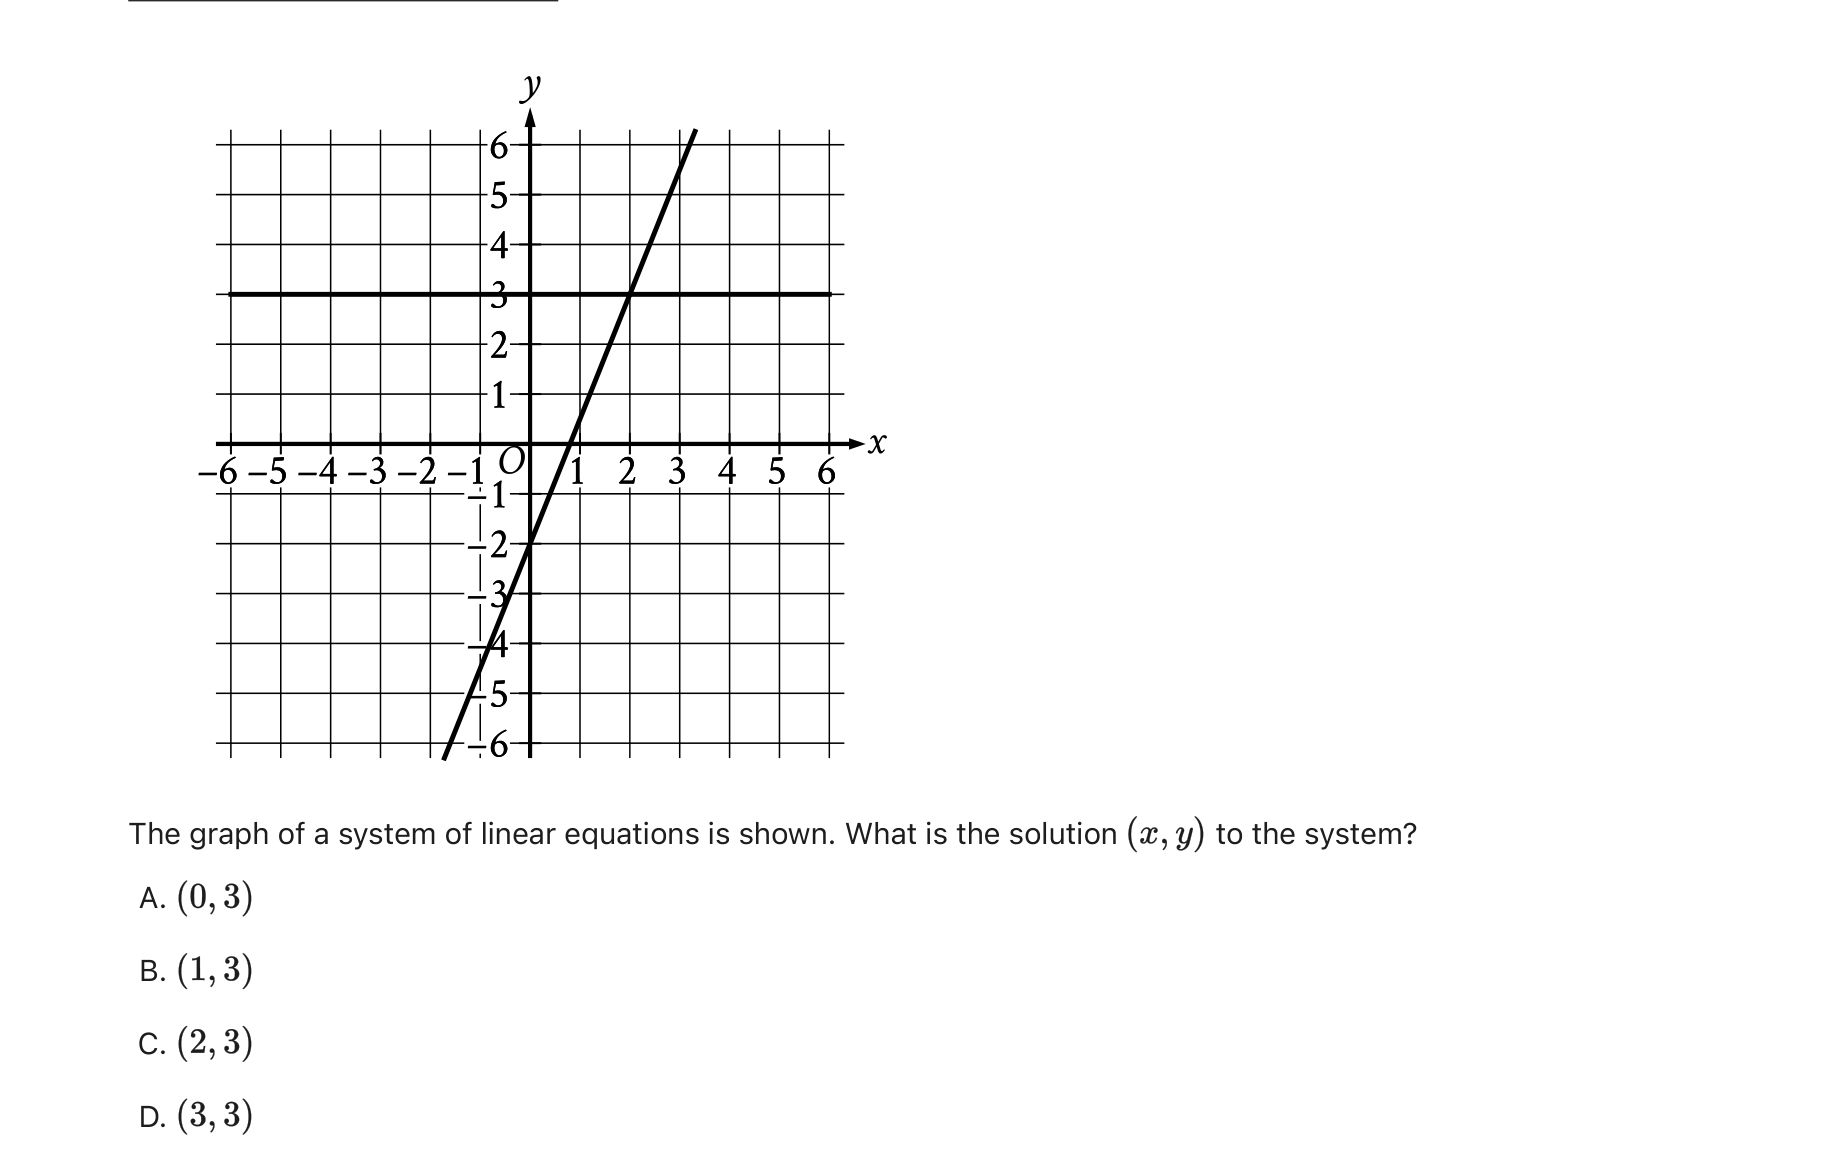 y
6
5
4
3
2
1
x
−6 −5 −4 −3 −2 −1 O 1 2 3 4 5 6
−1
−2
−3
−4
−5
−6
The graph of a system of linear equations is shown. What is the solution (x, y) to the system?
A. (0, 3)
B. (1, 3)
C. (2, 3)
D. (3, 3)